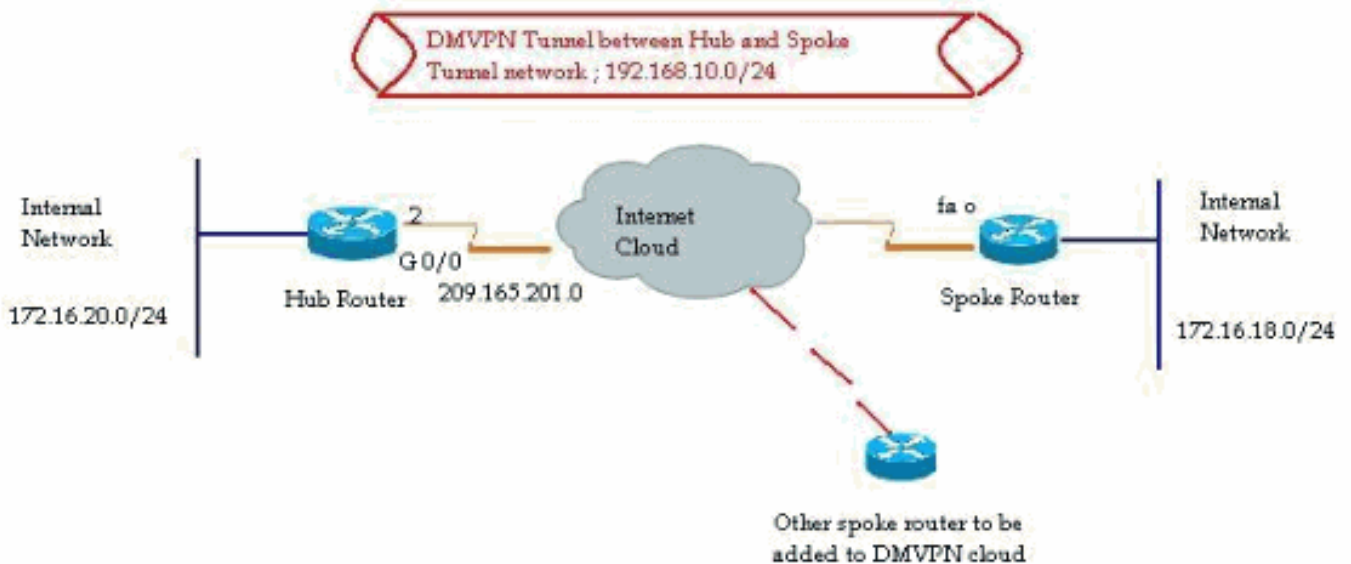 DMVPN Tunnel between Hub and Spoke
Tunnel network ; 192.168.10.0/24
Internal
Network
172.16.20.0/24
2
G 0/0
Hub Router
209.165.201.0
Internet
Cloud
fa o
Spoke Router
Internal
Network
172.16.18.0/24
Other spoke router to be
added to DMVPN cloud